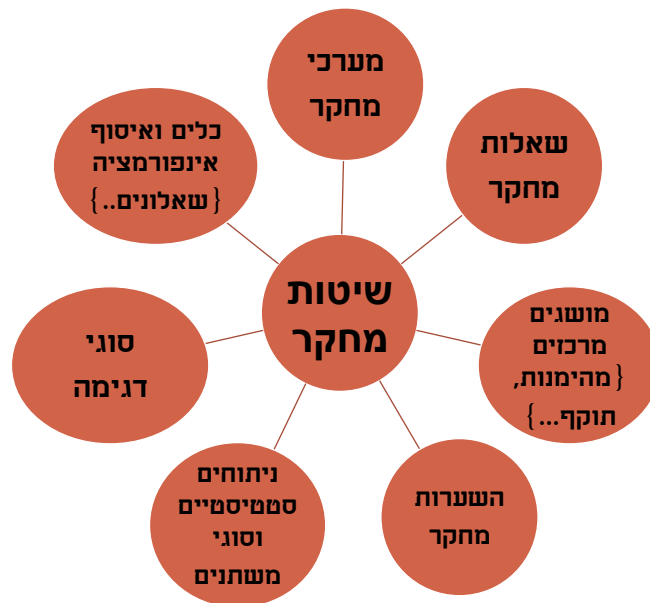 שיטות
מחקר
מערכי
מחקר
שאלות
מחקר
מושגים
מרכזים
{מהימנות,
תוקף...}
השערות
מחקר
ניתוחים
סטטיסטיים
וסוגי
משתנים
סוגי
דגימה
כלים ואיסוף
אינפורמציה
{שאלונים..}